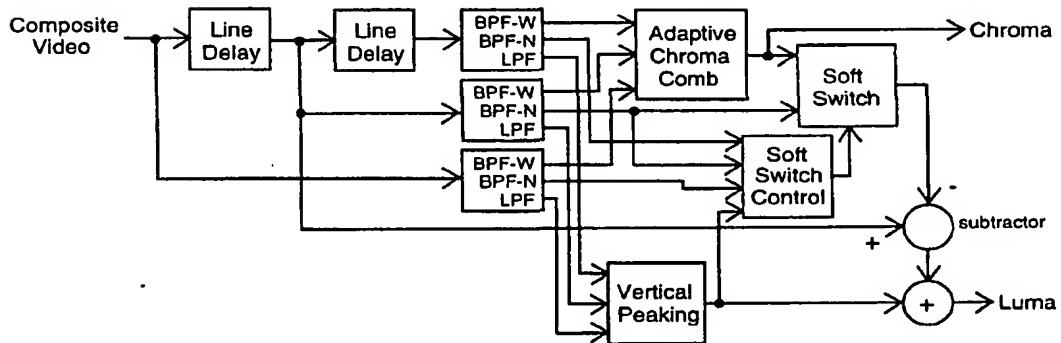 Composite
Video
Line
Delay
Line
Delay
BPF-W
BPF-N
LPF
BPF-W
BPF-N
LPF
BPF-W
BPF-N
LPF
Adaptive
Chroma
Comb
Chroma
Soft
Switch
Soft
Switch
Control
-
+
subtractor
Vertical
Peaking
+
Luma